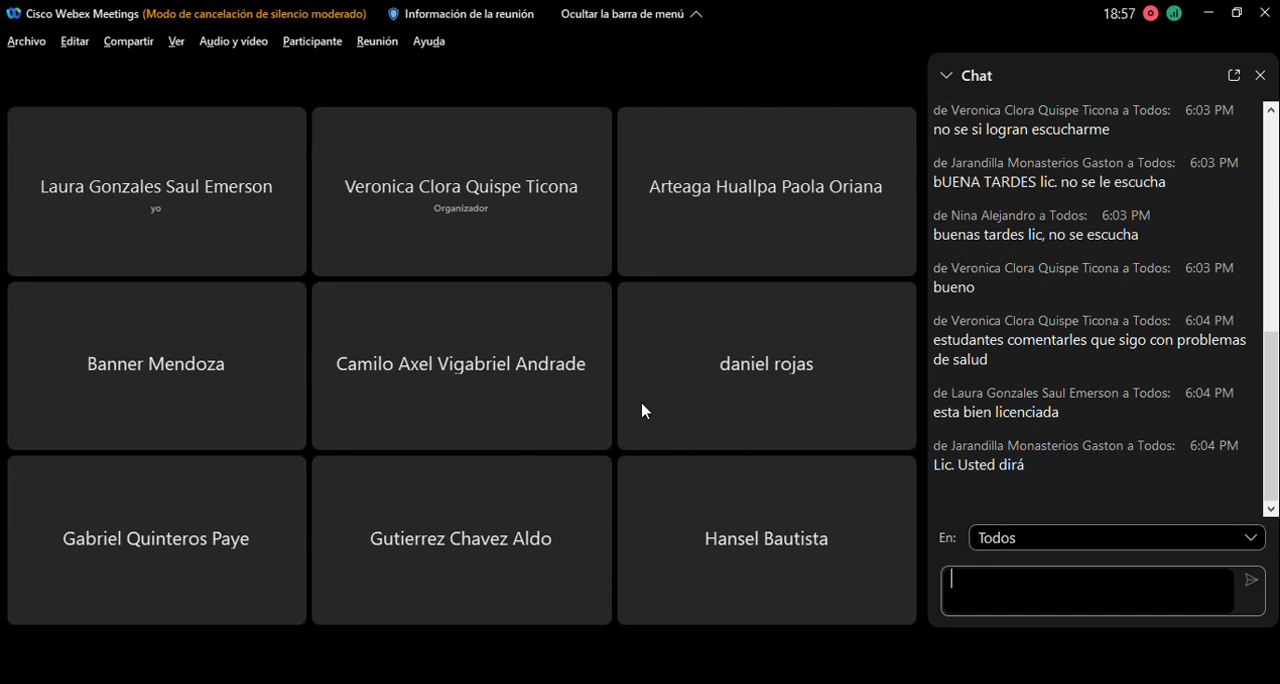 Cisco Webex Meetings (Modo de cancelación de silencio moderado) Información de la reunión Ocultar la barra de menú 18:57
Archivo Editar Compartir Ver Audio y vídeo Participante Reunión Ayuda
Laura Gonzales Saul Emerson
yo
Veronica Clora Quispe Ticona
Organizador
Arteaga Huallpa Paola Oriana
Banner Mendoza
Camilo Axel Vigabriel Andrade
daniel rojas
Gabriel Quinteros Paye
Gutierrez Chavez Aldo
Hansel Bautista
Chat
de Veronica Clora Quispe Ticona a Todos: 6:03 PM
no se si logran escucharme
de Jarandilla Monasterios Gaston a Todos: 6:03 PM
bUENA TARDES lic. no se le escucha
de Nina Alejandro a Todos: 6:03 PM
buenas tardes lic, no se escucha
de Veronica Clora Quispe Ticona a Todos: 6:03 PM
bueno
de Veronica Clora Quispe Ticona a Todos: 6:04 PM
estudantes comentarles que sigo con problemas
de salud
de Laura Gonzales Saul Emerson a Todos: 6:04 PM
esta bien licenciada
de Jarandilla Monasterios Gaston a Todos: 6:04 PM
Lic. Usted dirá
En: Todos